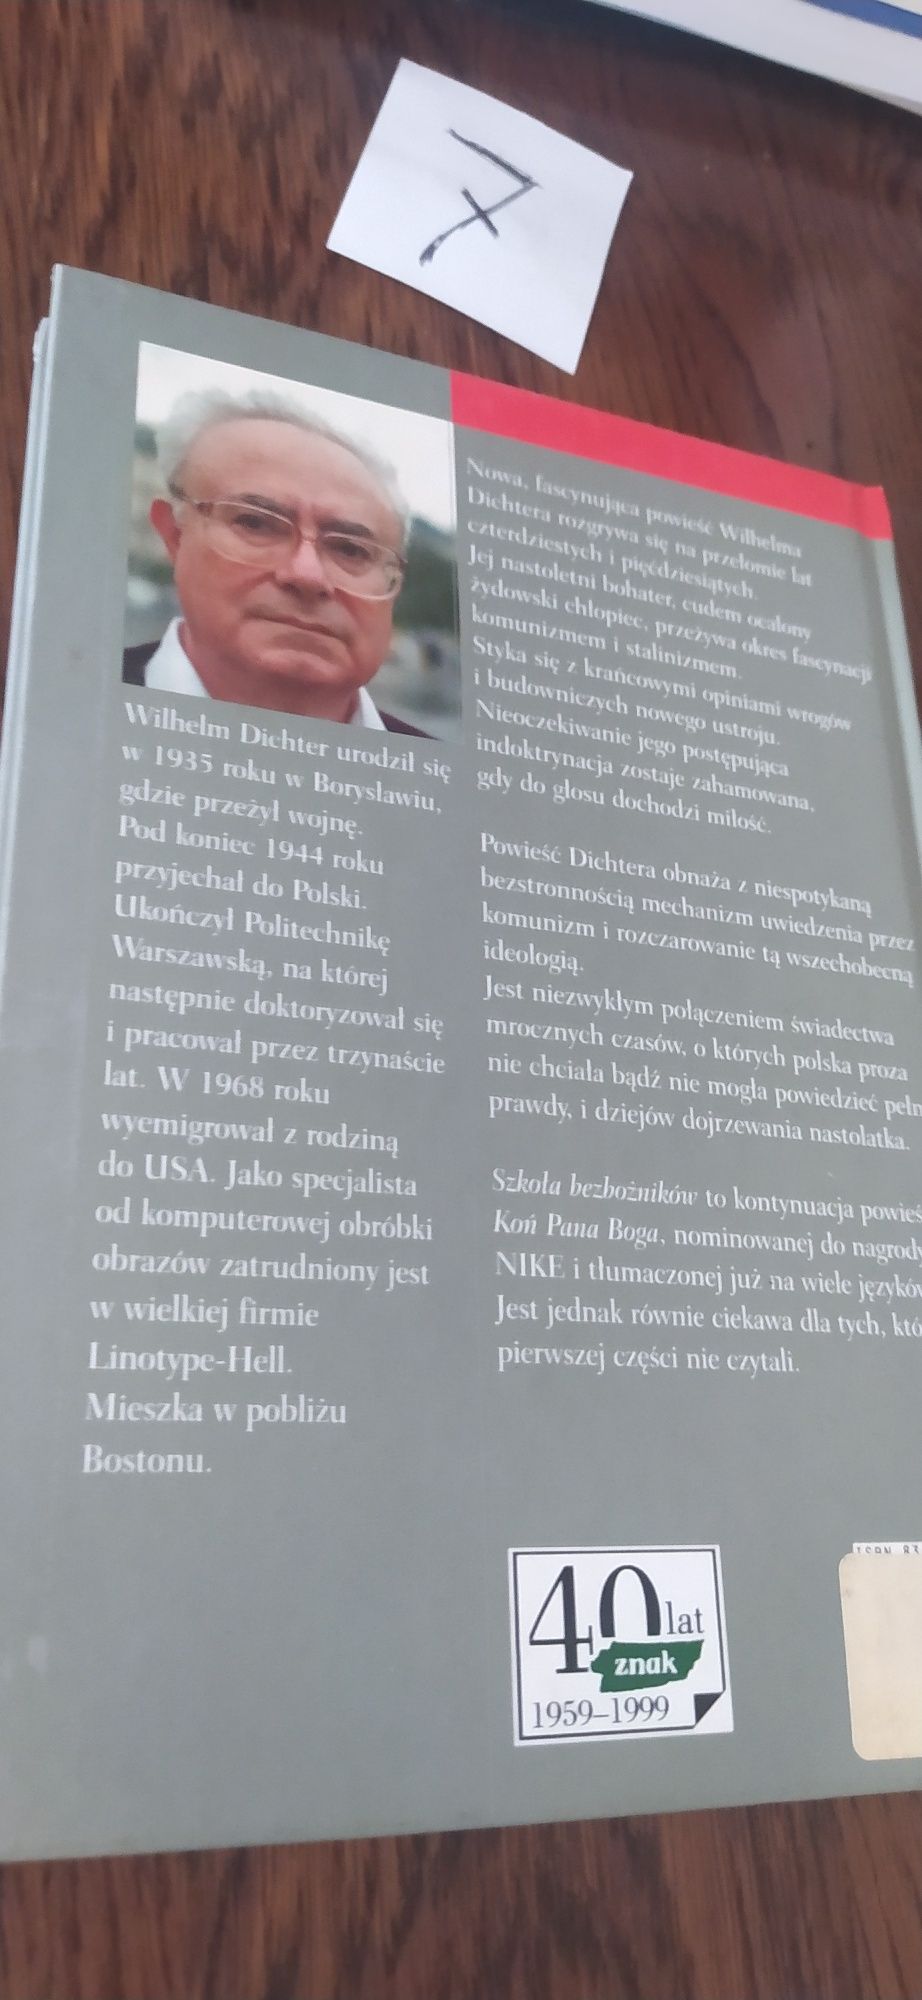 7
Wilhelm Dichter urodził się
w 1935 roku w Borysławiu,
gdzie przeżył wojnę.
Pod koniec 1944 roku
przyjechał do Polski.
Ukończył Politechnikę
Warszawską, na której
następnie doktoryzował się
i pracował przez trzynaście
lat. W 1968 roku
wyemigrował z rodziną
do USA. Jako specjalista
od komputerowej obróbki
obrazów zatrudniony jest
w wielkiej firmie
Linotype-Hell.
Mieszka w pobliżu
Bostonu.
Nowa, fascynująca powieść Wilhelma
Dichtera rozgrywa się na przełomie lat
czterdziestych i pięćdziesiątych.
Jej nastoletni bohater, cudem ocalony
żydowski chłopiec, przeżywa okres fascynacji
komunizmem i stalinizmem.
Styka się z krańcowymi opiniami wrogów
i budowniczych nowego ustroju.
Nieoczekiwanie jego postępująca
indoktrynacja zostaje zahamowana,
gdy do głosu dochodzi miłość.
Powieść Dichtera obnaża z niespotykaną
bezstronnością mechanizm uwiedzenia przez
komunizm i rozczarowanie tą wszechobecną
ideologią.
Jest niezwykłym połączeniem świadectwa
mrocznych czasów, o których polska proza
nie chciała bądź nie mogła powiedzieć pełn
prawdy, i dziejów dojrzewania nastolatka.
Szkoła bezbożników to kontynuacja powieś
Koń Pana Boga, nominowanej do nagrody
NIKE i tłumaczonej już na wiele języków
Jest jednak równie ciekawa dla tych, któ
pierwszej części nie czytali.
40 lat
znak
1959–1999
ISBN 83